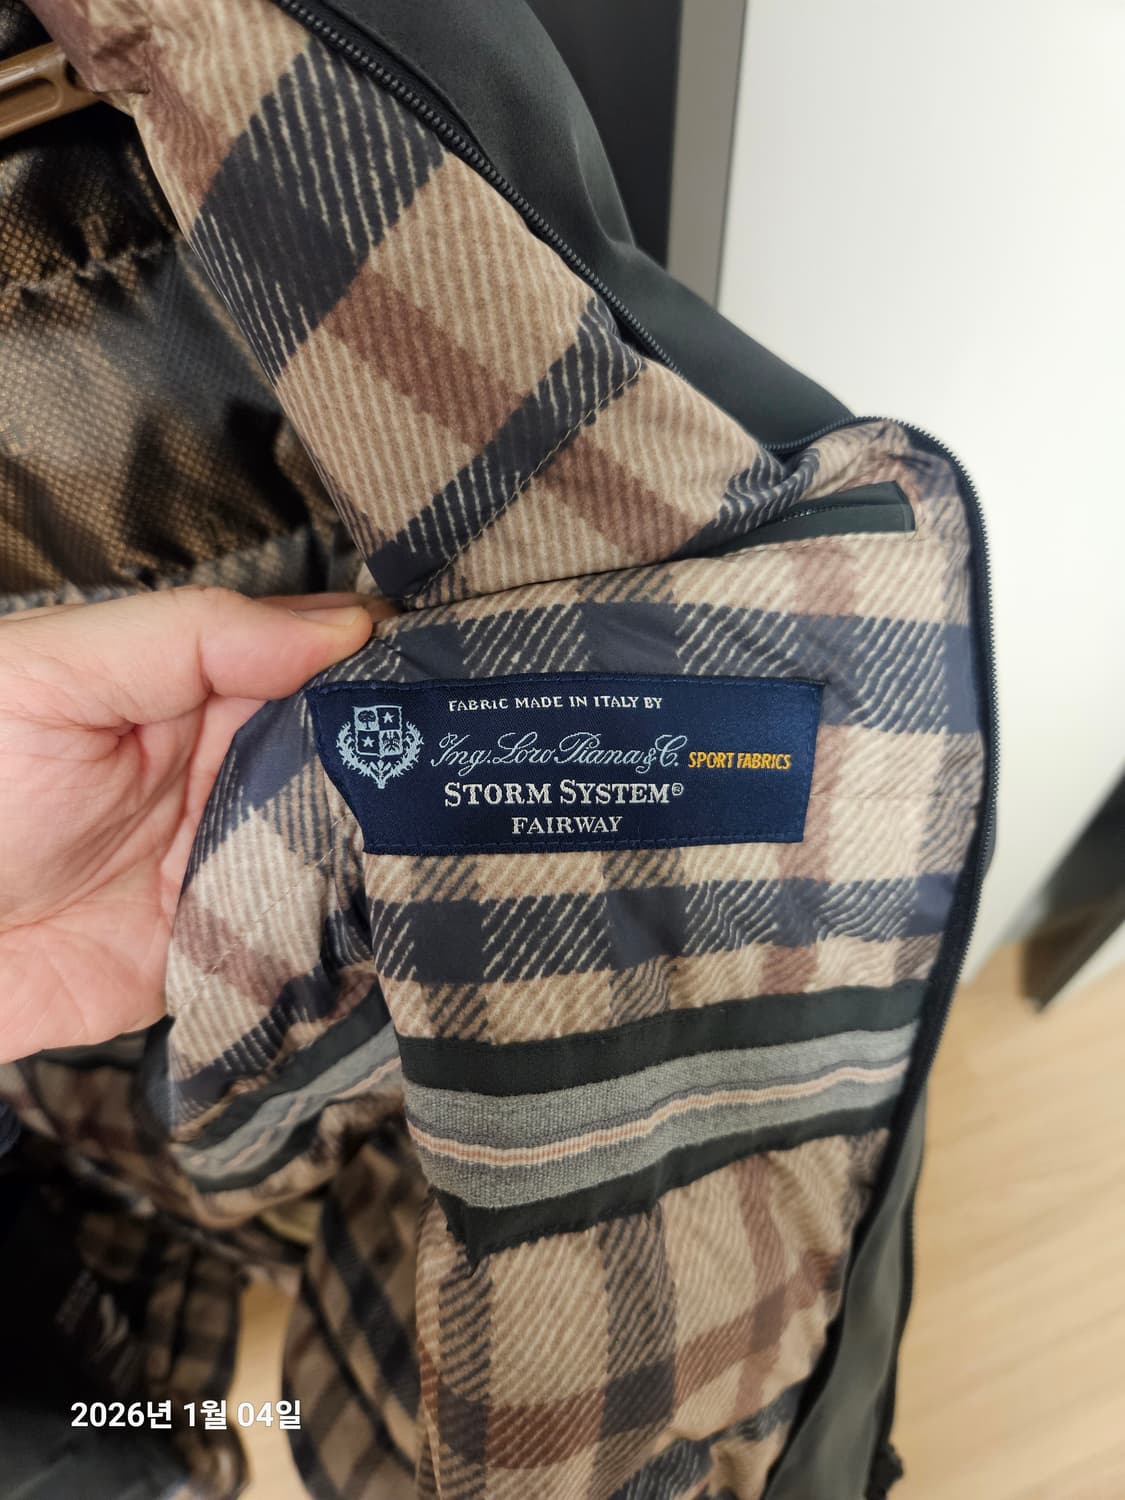 FABRIC MADE IN ITALY BY
Ing. Loro Piana & C. SPORT FABRICS
STORM SYSTEM®
FAIRWAY
2026년 1월 04일